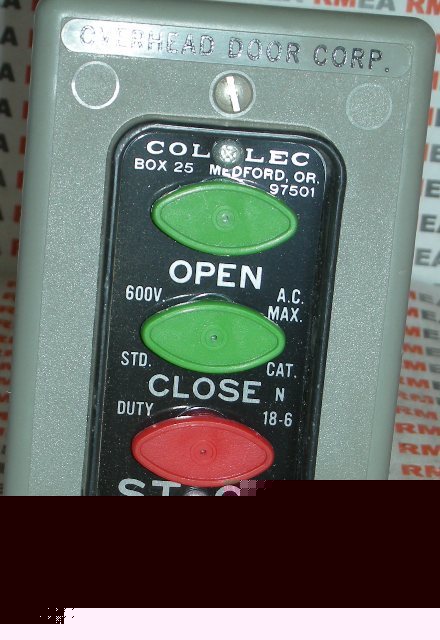 OVERHEAD DOOR CORP.
BOX 25 MEDFORD, OR.
97501
OPEN
600V. A.C.
MAX.
STD. CAT.
CLOSE N
DUTY 18-6